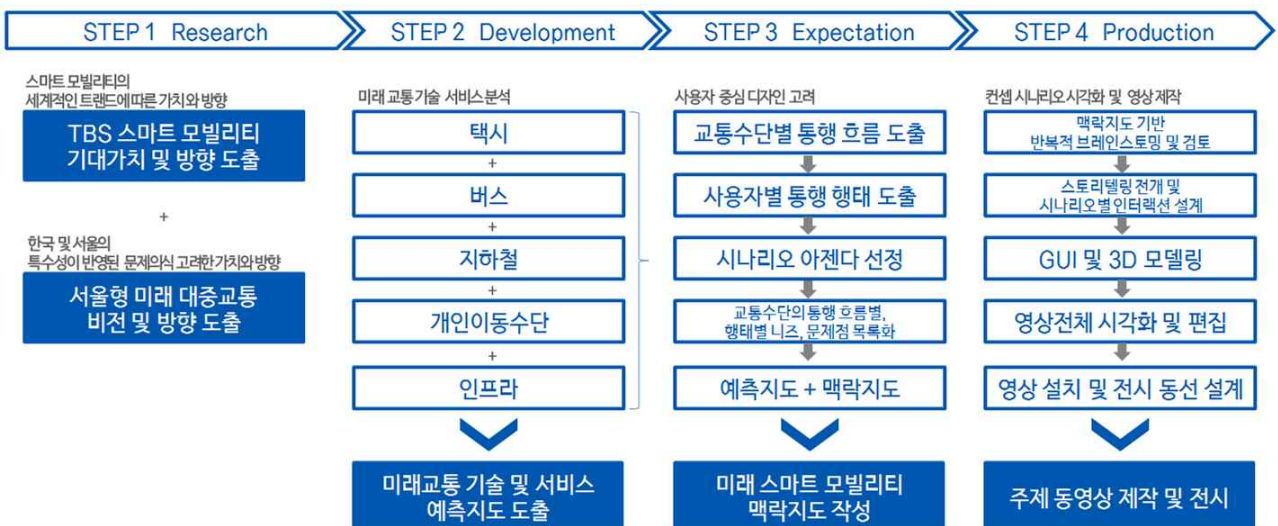 STEP 1 Research
STEP 2 Development
STEP 3 Expectation
STEP 4 Production
스마트 모빌리티의
세계적인 트랜드에 따른 가치와 방향
TBS 스마트 모빌리티
기대가치 및 방향 도출
+
한국 및 서울의
특수성이 반영된 문제의식 고려한 가치와 방향
서울형 미래 대중교통
비전 및 방향 도출
미래 교통 기술 서비스 분석
택시
+
버스
+
지하철
+
개인이동수단
+
인프라
미래교통 기술 및 서비스
예측지도 도출
사용자 중심 디자인 고려
교통수단별 통행 흐름 도출
사용자별 통행 행태 도출
시나리오 아젠다 선정
교통수단의 통행 흐름별,
행태별 니즈, 문제점 목록화
예측지도 + 맥락지도
미래 스마트 모빌리티
맥락지도 작성
컨셉 시나리오 시각화 및 영상 제작
맥락지도 기반
반복적 브레인스토밍 및 검토
스토리텔링 전개 및
시나리오별 인터랙션 설계
GUI 및 3D 모델링
영상전체 시각화 및 편집
영상 설치 및 전시 동선 설계
주제 동영상 제작 및 전시